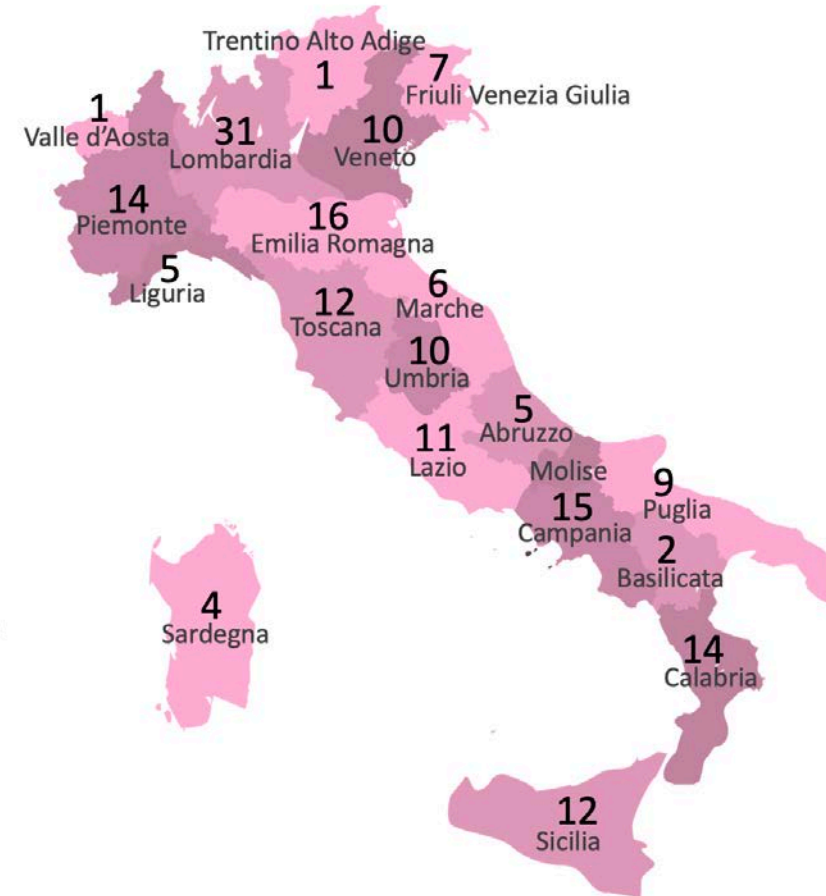 Trentino Alto Adige
1
7
Friuli Venezia Giulia
1
Valle d'Aosta
31
Lombardia
10
Veneto
14
Piemonte
16
Emilia Romagna
5
Liguria
6
Marche
12
Toscana
10
Umbria
5
Abruzzo
11
Lazio
Molise
9
Puglia
15
Campania
2
Basilicata
4
Sardegna
14
Calabria
12
Sicilia